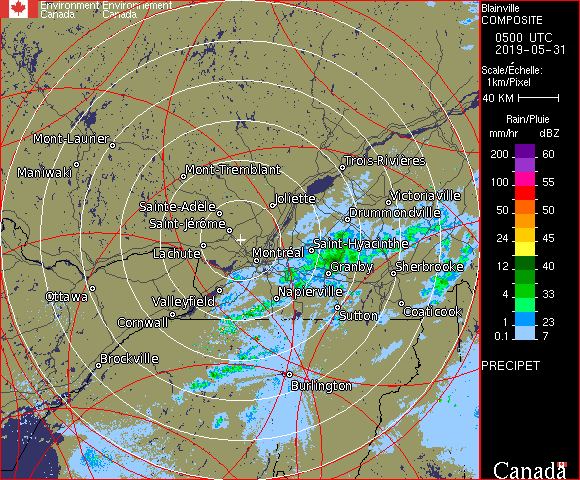 Environment Environnement
Canada Canada
Mont-Laurier
Maniwaki
Mont-Tremblant
Trois-Rivières
Sainte-Adele
Joliette
Victoriaville
Drummondville
Saint-Jérôme
Lachute
Montréal
Saint-Hyacinthe
Granby
Sherbrooke
Ottawa
Valleyfield
Napierville
Cornwall
Sutton
Coaticook
Brockville
Burlington
Blainville
COMPOSITE
0500 UTC
2019-05-31
Scale/Échelle:
1km/Pixel
40 KM
Rain/Pluie
mm/hr dBZ
200 60
100 55
50 50
24 45
12 40
4 33
1 23
0.1 7
PRECIPET
Canada